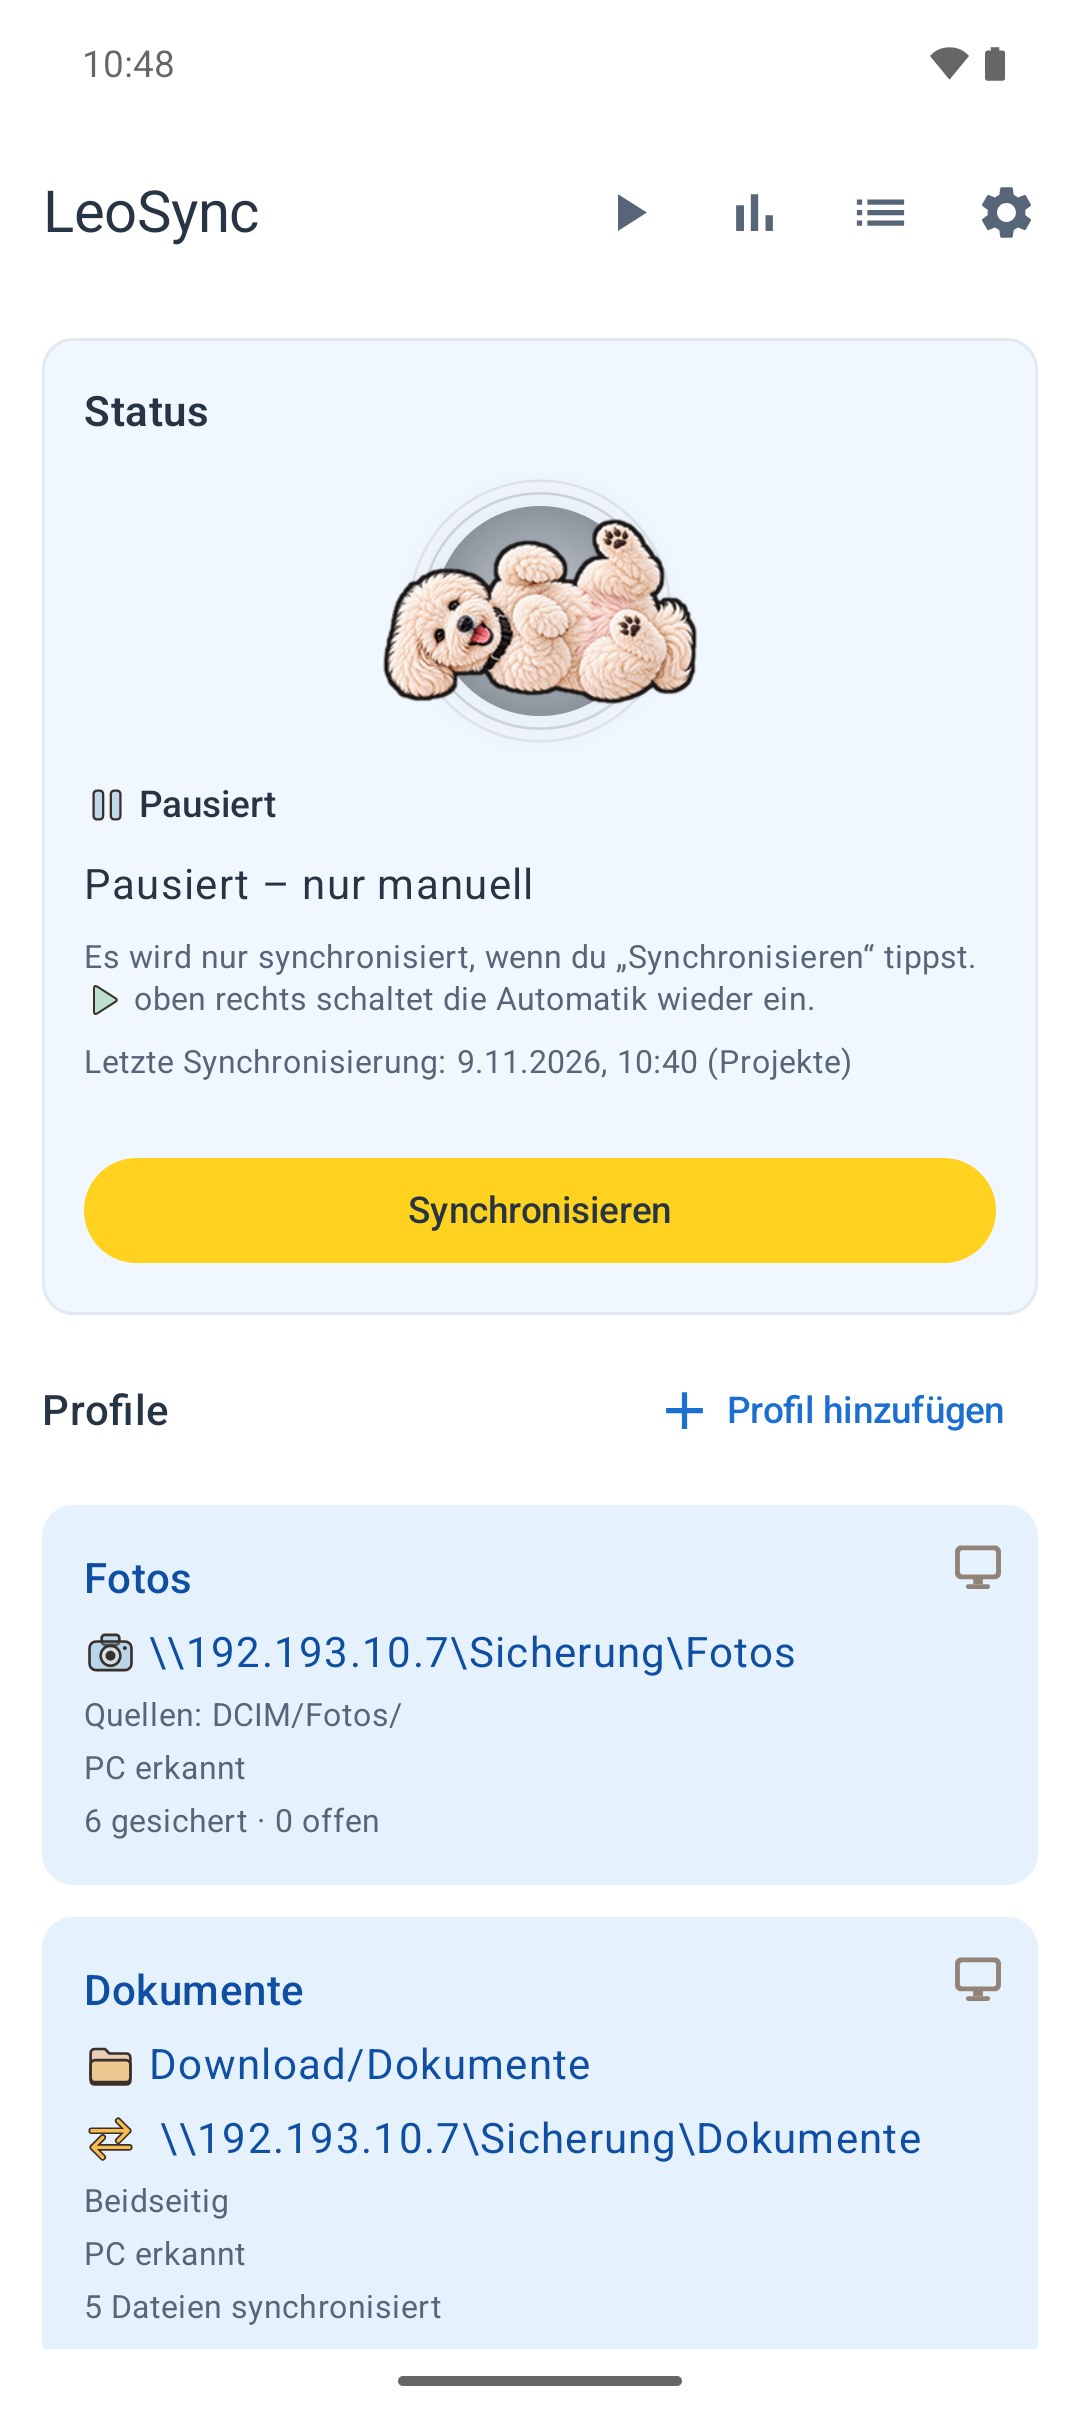 10:48
LeoSync
Status
Pausiert
Pausiert – nur manuell
Es wird nur synchronisiert, wenn du „Synchronisieren“ tippst.
oben rechts schaltet die Automatik wieder ein.
Letzte Synchronisierung: 9.11.2026, 10:40 (Projekte)
Synchronisieren
Profile
Profil hinzufügen
Fotos
\\192.193.10.7\Sicherung\Fotos
Quellen: DCIM/Fotos/
PC erkannt
6 gesichert · 0 offen
Dokumente
Download/Dokumente
\\192.193.10.7\Sicherung\Dokumente
Beidseitig
PC erkannt
5 Dateien synchronisiert